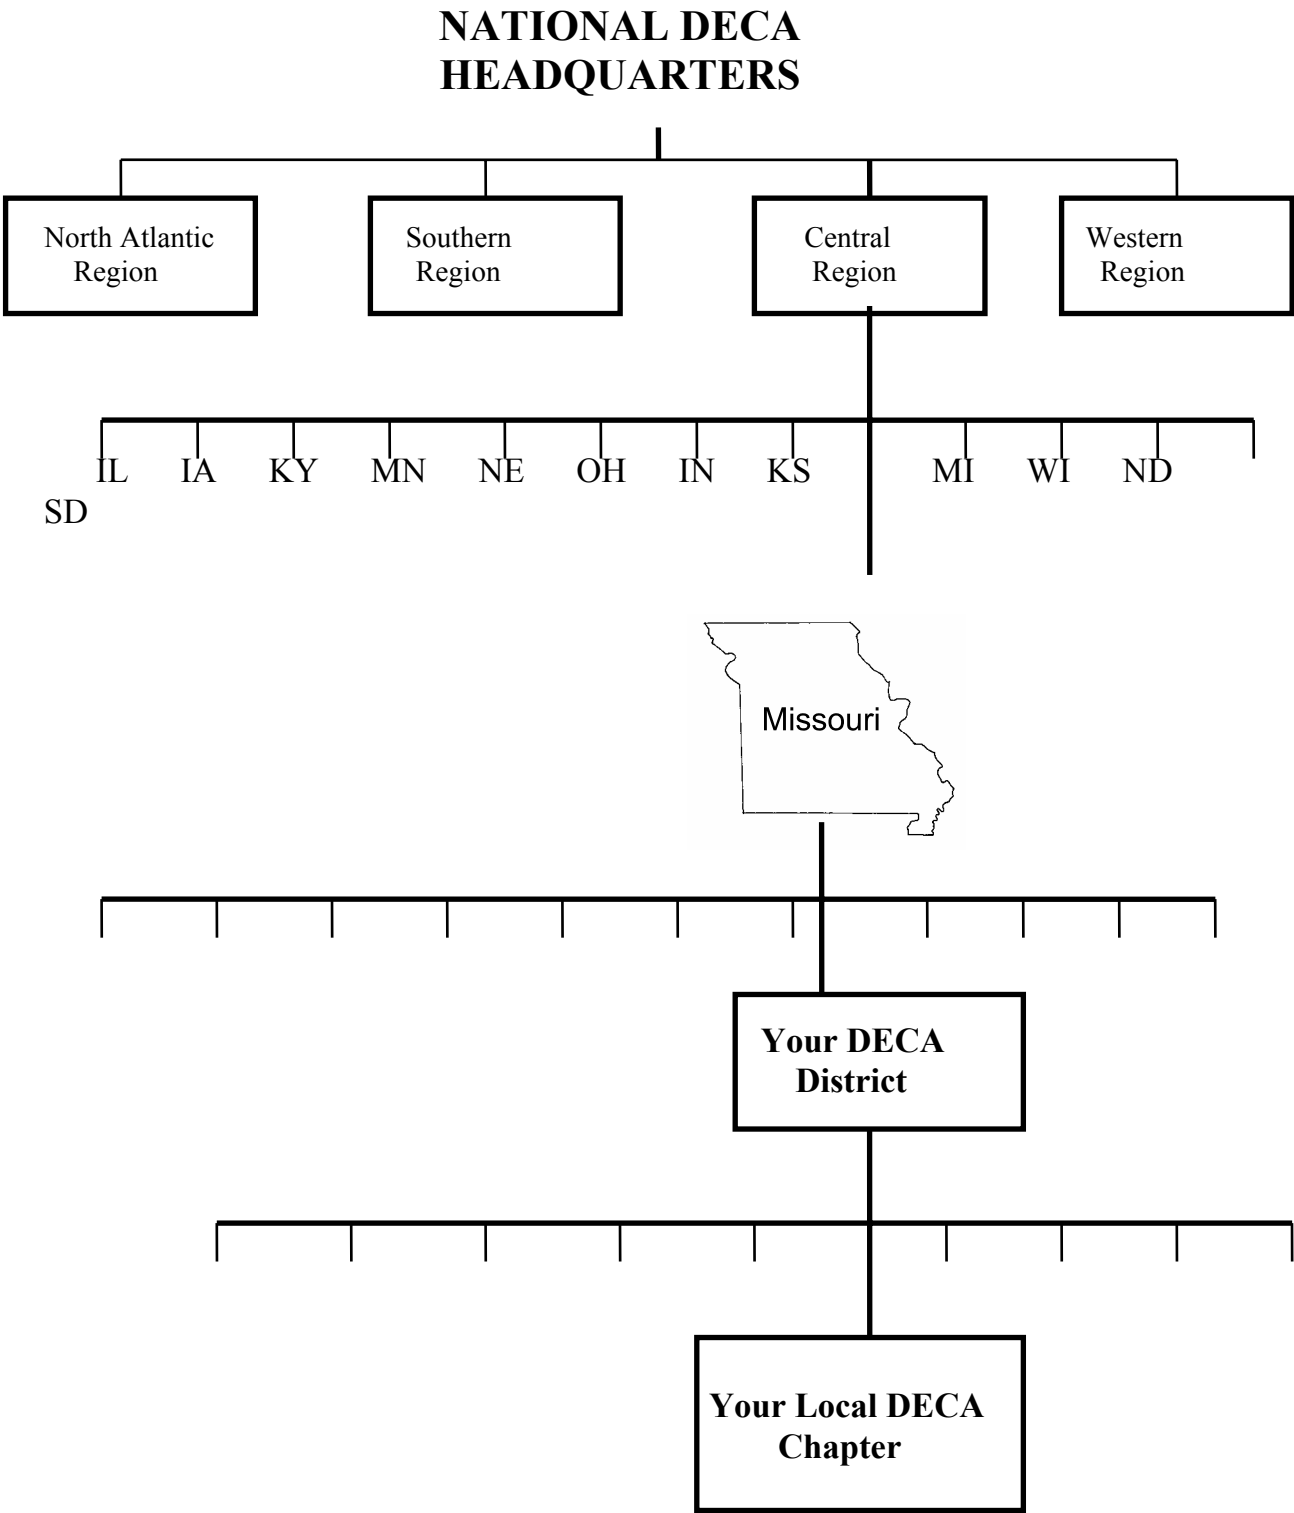 NATIONAL DECA
HEADQUARTERS
North Atlantic
Region
Southern
Region
Central
Region
Western
Region
IL IA KY MN NE OH IN KS MI WI ND
SD
Missouri
Your DECA
District
Your Local DECA
Chapter